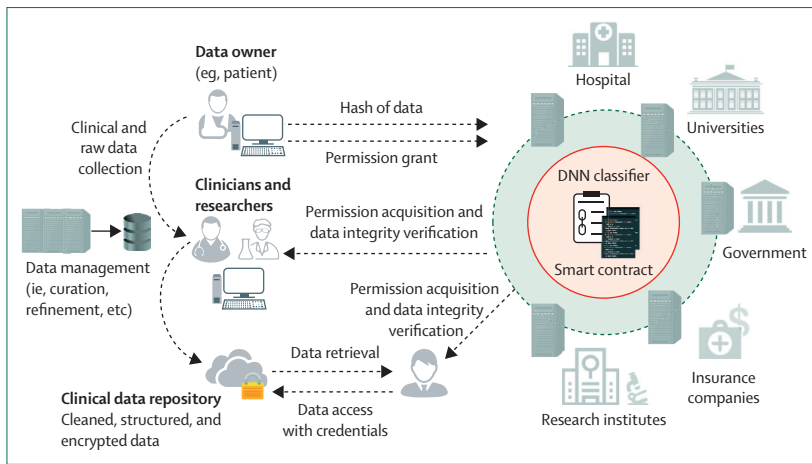 Data owner
(eg, patient)
Clinical and
raw data
collection
Hash of data
Permission grant
Clinicians and
researchers
Permission acquisition and
data integrity verification
Data management
(ie, curation,
refinement, etc)
Permission acquisition
and data integrity
verification
Data retrieval
Data access
with credentials
Clinical data repository
Cleaned, structured, and
encrypted data
Hospital
Universities
DNN classifier
Smart contract
Government
Insurance
companies
Research institutes